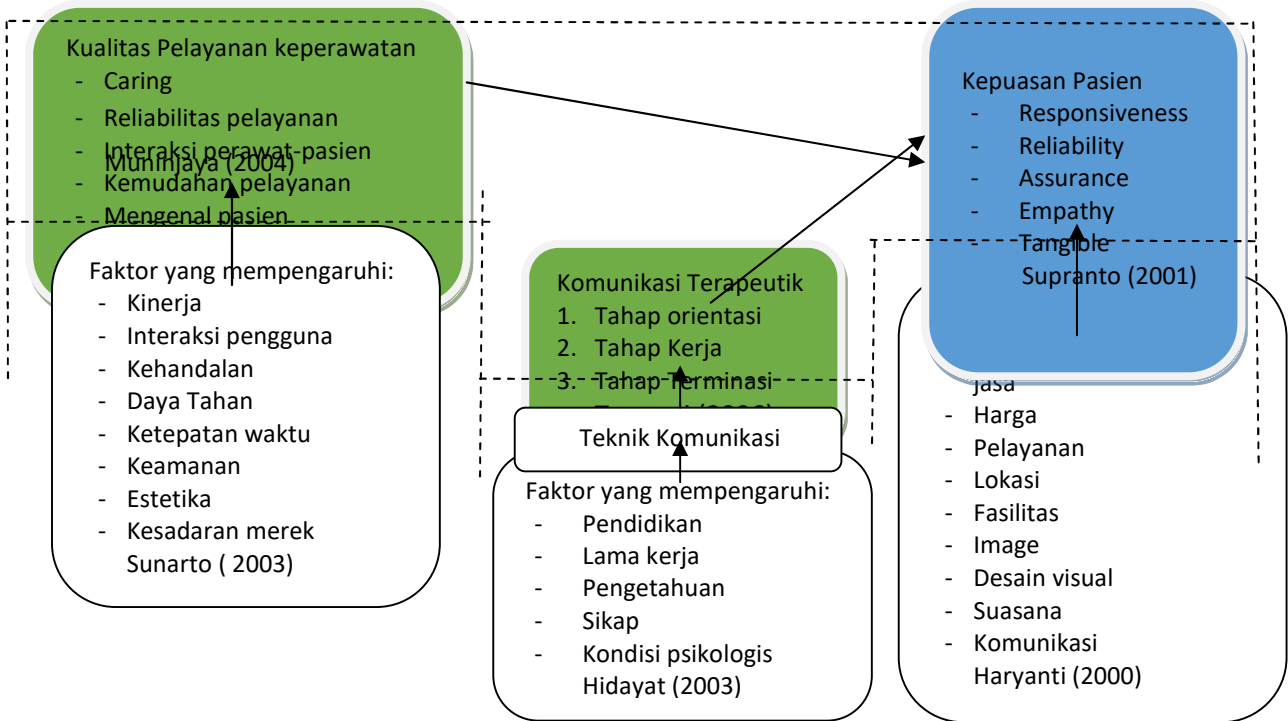 Kualitas Pelayanan keperawatan
- Caring
- Reliabilitas pelayanan
- Interaksi perawat-pasien
Muninjaya (2004)
- Kemudahan pelayanan
- Mengenal pasien
Faktor yang mempengaruhi:
- Kinerja
- Interaksi pengguna
- Kehandalan
- Daya Tahan
- Ketepatan waktu
- Keamanan
- Estetika
- Kesadaran merek
Sunarto ( 2003)
Komunikasi Terapeutik
1. Tahap orientasi
2. Tahap Kerja
3. Tahap Terminasi
Teknik Komunikasi
Faktor yang mempengaruhi:
- Pendidikan
- Lama kerja
- Pengetahuan
- Sikap
- Kondisi psikologis
Hidayat (2003)
Kepuasan Pasien
- Responsiveness
- Reliability
- Assurance
- Empathy
- Tangible
Supranto (2001)
jasa
- Harga
- Pelayanan
- Lokasi
- Fasilitas
- Image
- Desain visual
- Suasana
- Komunikasi
Haryanti (2000)